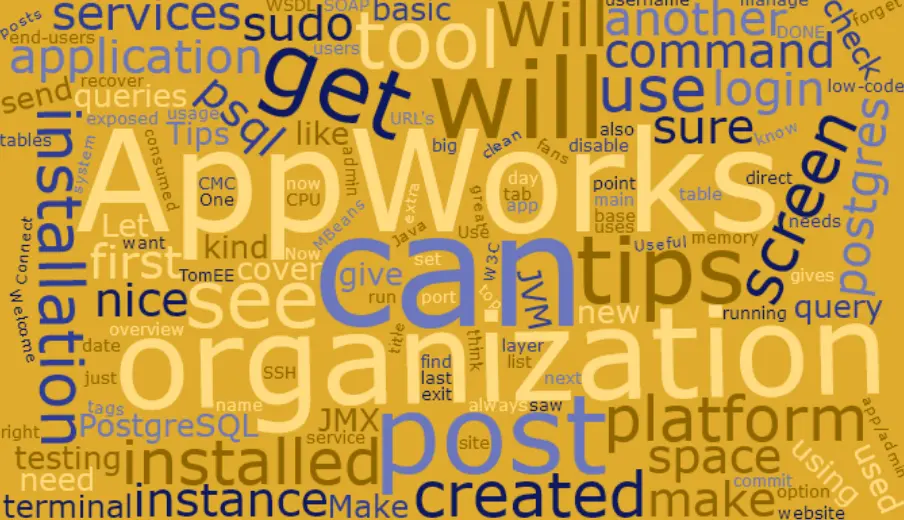 posts
services
WSDL
SOAP
basic
Will
username
manage
check
forget
end-users
sudo
users
tool
another
DONE
application
get
command
recover
send
queries
psql
will
use
login
low-code
exposed
usage
Tips
like
URL's
big
clean
fans
also
disable
sure
know
postgres
tables
installation
system
consumed
AppWorks
screen
CMC
One
now
CPU
admin
MBeans
extra
great
day
tab
app
point
main
base
uses
table
direct
needs
Let
want
kind
Java
Use
W3C
Useful
memory
Welcome
Connect
first
TomEE
cover
Now
can
give
set
tips
gives
nice
see
run
port
top
JVM
new
running
query
overview
organization
title
think
layer
date
just
SSH
find
last
exit
list
next
tags
name
always
saw
post
platform
right
PostgreSQL
JMX
service
site
app/admin
testing
installed
space
using
used
need
commit
option
terminal
instance
Make
created
make
website